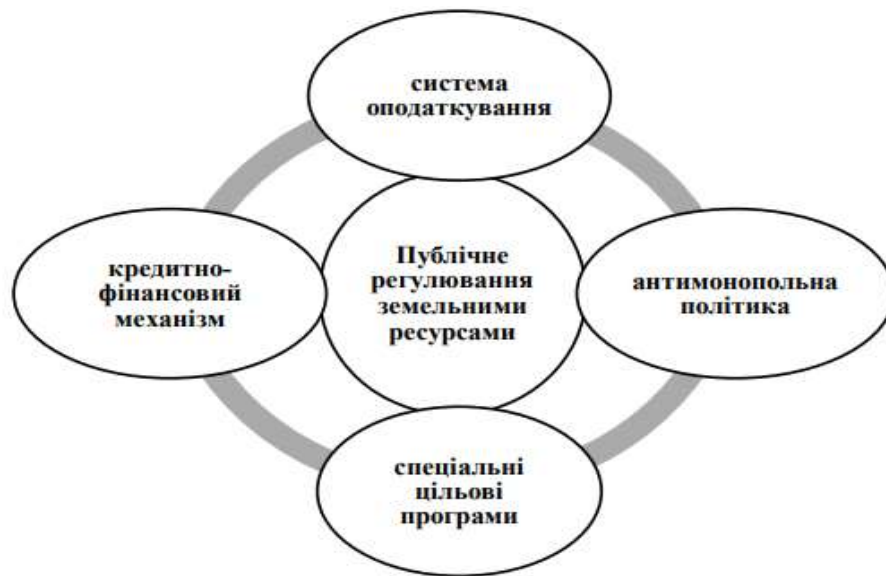 система
оподаткування
кредитно-
фінансовий
механізм
Публічне
регулювання
земельними
ресурсами
антимонопольна
політика
спеціальні
цільові
програми